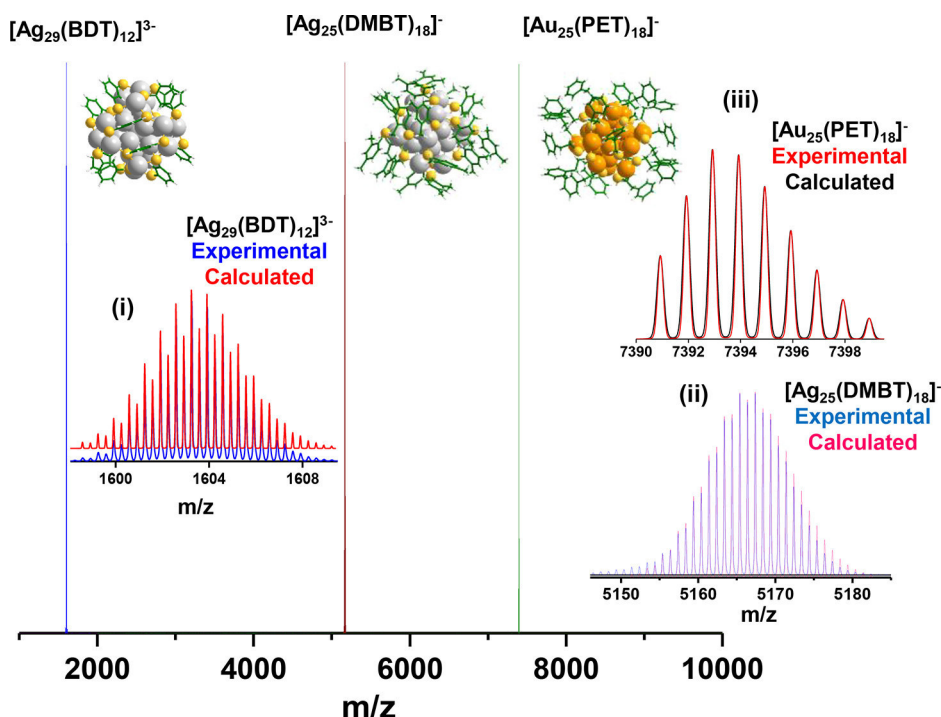 [Ag29(BDT)12]3-
[Ag25(DMBT)18]-
[Au25(PET)18]-
(iii)
[Au25(PET)18]-
Experimental
Calculated
7390 7392 7394 7396 7398
[Ag29(BDT)12]3-
Experimental
Calculated
(i)
1600 1604 1608
m/z
(ii)
[Ag25(DMBT)18]-
Experimental
Calculated
5150 5160 5170 5180
m/z
2000 4000 6000 8000 10000
m/z